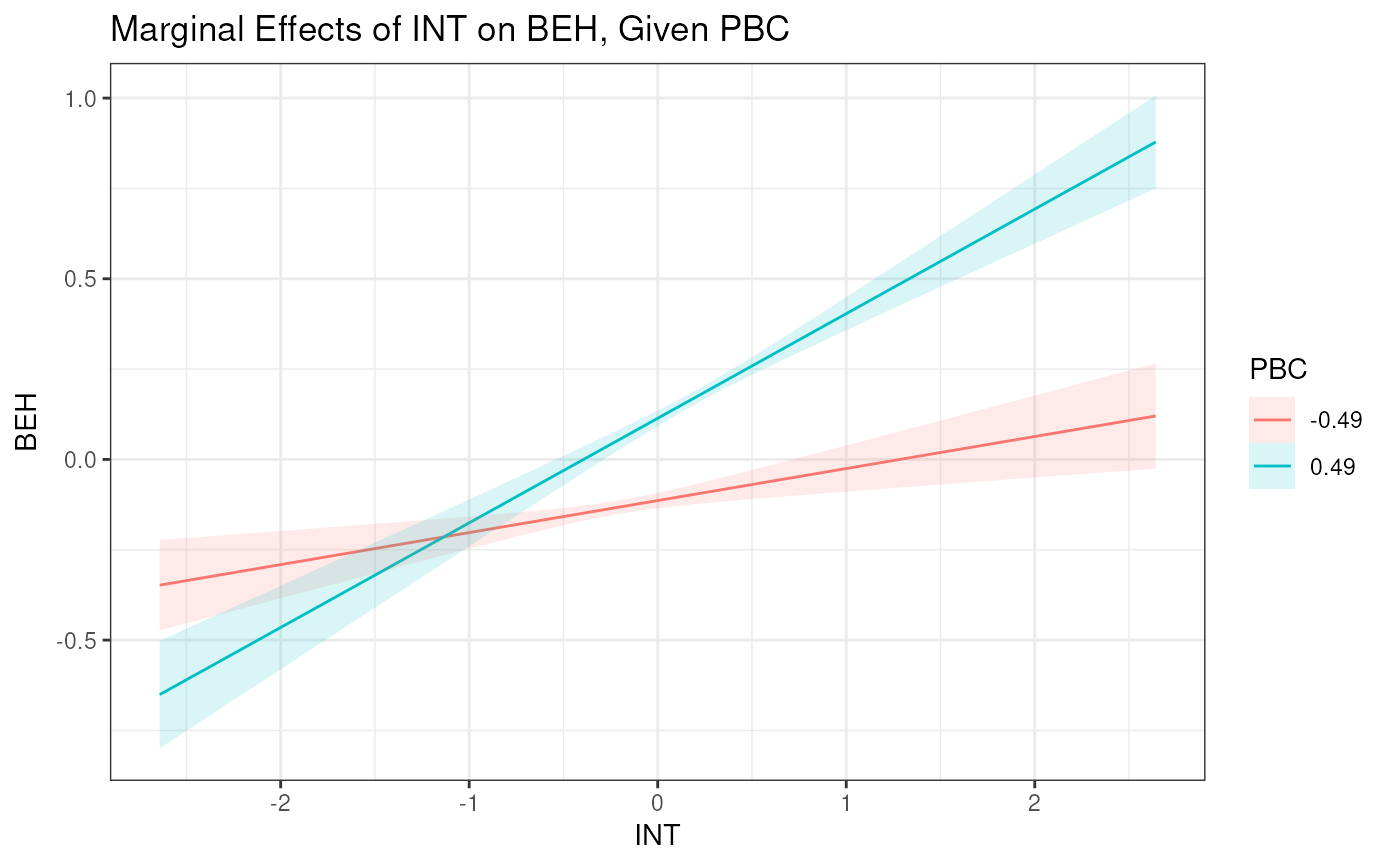 Marginal Effects of INT on BEH, Given PBC
1.0
0.5
0.0
-0.5
BEH
-2
-1
0
1
2
INT
PBC
-0.49
0.49